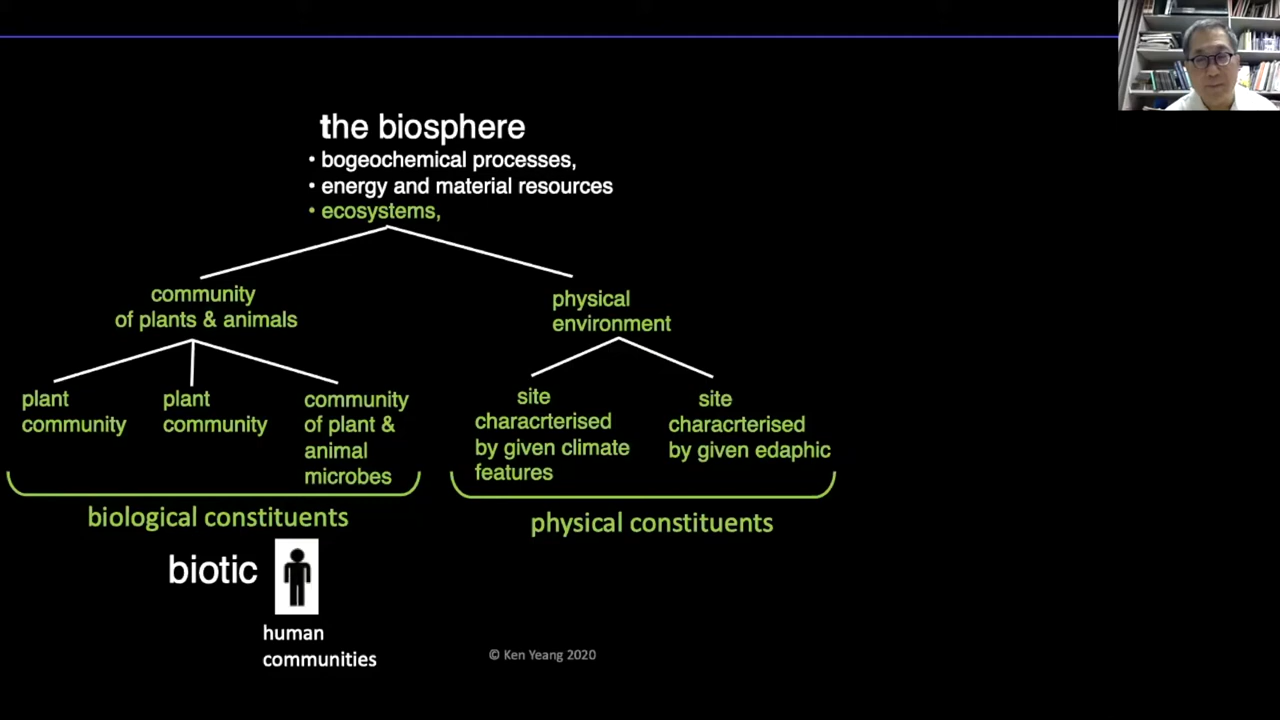 the biosphere
• bogeochemical processes,
• energy and material resources
• ecosystems,
community
of plants & animals
physical
environment
plant
community
plant
community
community
of plant &
animal
microbes
site
characrterised
by given climate
features
site
characrterised
by given edaphic
biological constituents
physical constituents
biotic
human
communities
© Ken Yeang 2020